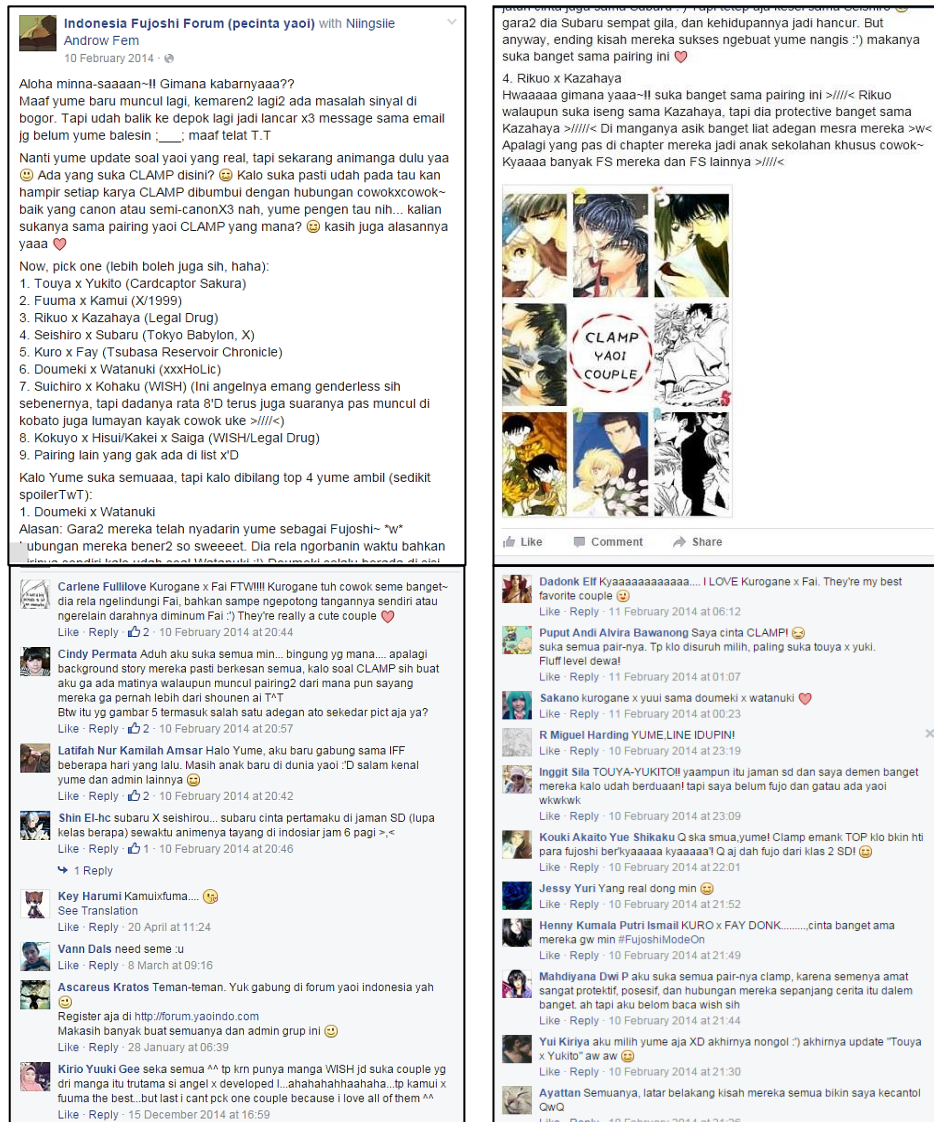 Indonesia Fujoshi Forum (pecinta yaoi) with Niingsiie
Androw Fem
10 February 2014 ·
Aloha minna-saaaan~!! Gimana kabarnyaaa??
Maaf yume baru muncul lagi, kemaren2 lagi2 ada masalah sinyal di
bogor. Tapi udah balik ke depok lagi jadi lancar x3 message sama email
jg belum yume balesin ;___; maaf telat T.T
Nanti yume update soal yaoi yang real, tapi sekarang animanga dulu yaa
Ada yang suka CLAMP disini? Kalo suka pasti udah pada tau kan
hampir setiap karya CLAMP dibumbui dengan hubungan cowokxcowok~
baik yang canon atau semi-canonX3 nah, yume pengen tau nih... kalian
sukanya sama pairing yaoi CLAMP yang mana? kasih juga alasannya
yaaa
Now, pick one (lebih boleh juga sih, haha):
1. Touya x Yukito (Cardcaptor Sakura)
2. Fuuma x Kamui (X/1999)
3. Rikuo x Kazahaya (Legal Drug)
4. Seishiro x Subaru (Tokyo Babylon, X)
5. Kuro x Fay (Tsubasa Reservoir Chronicle)
6. Doumeki x Watanuki (xxxHoLic)
7. Suichiro x Kohaku (WISH) (Ini angelnya emang genderless sih
sebenernya, tapi dadanya rata 8'D terus juga suaranya pas muncul di
kobato juga lumayan kayak cowok uke >////<)
8. Kokuyo x Hisui/Kakei x Saiga (WISH/Legal Drug)
9. Pairing lain yang gak ada di list x'D
Kalo Yume suka semuaaa, tapi kalo dibilang top 4 yume ambil (sedikit
spoilerTwT):
1. Doumeki x Watanuki
Alasan: Gara2 mereka telah nyadarin yume sebagai Fujoshi~ *w*
hubungan mereka bener2 so sweeeet. Dia rela ngorbanin waktu bahkan
gara2 dia Subaru sempat gila, dan kehidupannya jadi hancur. But
anyway, ending kisah mereka sukses ngebuat yume nangis :') makanya
suka banget sama pairing ini
4. Rikuo x Kazahaya
Hwaaaaa gimana yaaa~!! suka banget sama pairing ini >////< Rikuo
walaupun suka iseng sama Kazahaya, tapi dia protective banget sama
Kazahaya >/////< Di manganya asik banget liat adegan mesra mereka >w<
Apalagi yang pas di chapter mereka jadi anak sekolahan khusus cowok~
Kyaaaa banyak FS mereka dan FS lainnya >////<
2
CLAMP
YAOI
COUPLE
5
7
Like Comment Share
Carlene Fullilove Kurogane x Fai FTW!!!! Kurogane tuh cowok seme banget~
dia rela ngelindungi Fai, bahkan sampe ngepotong tangannya sendiri atau
ngerelain darahnya diminum Fai :') They're really a cute couple
Like · Reply · 2 · 10 February 2014 at 20:44
Cindy Permata Aduh aku suka semua min... bingung yg mana.... apalagi
background story mereka pasti berkesan semua, kalo soal CLAMP sih buat
aku ga ada matinya walaupun muncul pairing2 dari mana pun sayang
mereka ga pernah lebih dari shounen ai T^T
Btw itu yg gambar 5 termasuk salah satu adegan ato sekedar pict aja ya?
Like · Reply · 2 · 10 February 2014 at 20:57
Latifah Nur Kamilah Amsar Halo Yume, aku baru gabung sama IFF
beberapa hari yang lalu. Masih anak baru di dunia yaoi :'D salam kenal
yume dan admin lainnya
Like · Reply · 2 · 10 February 2014 at 20:42
Shin El-hc subaru X seishirou... subaru cinta pertamaku di jaman SD (lupa
kelas berapa) sewaktu animenya tayang di indosiar jam 6 pagi >,<
Like · Reply · 1 · 10 February 2014 at 20:46
1 Reply
Key Harumi Kamuixfuma....
See Translation
Like · Reply · 20 April at 11:24
Vann Dals need seme :u
Like · Reply · 8 March at 09:16
Ascareus Kratos Teman-teman. Yuk gabung di forum yaoi indonesia yah
Register aja di http://forum.yaoindo.com
Makasih banyak buat semuanya dan admin grup ini
Like · Reply · 28 January at 06:39
Kirio Yuuki Gee seka semua ^^ tp krn punya manga WISH jd suka couple yg
dri manga itu trutama si angel x developed l...ahahahahhaahaha...tp kamui x
fuuma the best...but last i cant pck one couple because i love all of them ^^
Like · Reply · 15 December 2014 at 16:59
Dadonk Elf Kyaaaaaaaaaaaa.... I LOVE Kurogane x Fai. They're my best
favorite couple
Like · Reply · 11 February 2014 at 06:12
Puput Andi Alvira Bawanong Saya cinta CLAMP!
suka semua pair-nya. Tp klo disuruh milih, paling suka touya x yuki.
Fluff level dewa!
Like · Reply · 11 February 2014 at 01:07
Sakano kurogane x yuui sama doumeki x watanuki
Like · Reply · 11 February 2014 at 00:23
R Miguel Harding YUME,LINE IDUPIN!
Like · Reply · 10 February 2014 at 23:19
Inggit Sila TOUYA-YUKITO!! yaampun itu jaman sd dan saya demen banget
mereka kalo udah berduaan! tapi saya belum fujo dan gatau ada yaoi
wkwkwk
Like · Reply · 10 February 2014 at 23:09
Kouki Akaito Yue Shikaku Q ska smua,yume! Clamp emank TOP klo bkin hti
para fujoshi ber'kyaaaaa kyaaaaa'! Q aj dah fujo dari klas 2 SD!
Like · Reply · 10 February 2014 at 22:01
Jessy Yuri Yang real dong min
Like · Reply · 10 February 2014 at 21:52
Henny Kumala Putri Ismail KURO x FAY DONK.........,cinta banget ama
mereka gw min #FujoshiModeOn
Like · Reply · 10 February 2014 at 21:49
Mahdiyana Dwi P aku suka semua pair-nya clamp, karena semenya amat
sangat protektif, posesif, dan hubungan mereka sepanjang cerita itu dalem
banget. ah tapi aku belom baca wish sih
Like · Reply · 10 February 2014 at 21:44
Yui Kiriya aku milih yume aja XD akhirnya nongol :') akhirnya update "Touya
x Yukito" aw aw
Like · Reply · 10 February 2014 at 21:30
Ayattan Semuanya, latar belakang kisah mereka semua bikin saya kecantol
QwQ